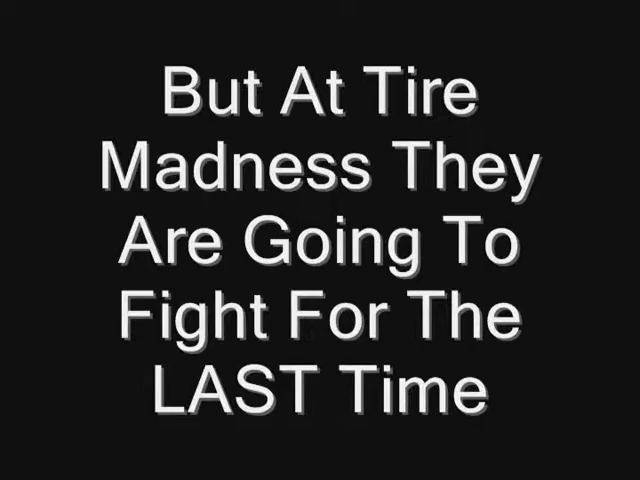 But At Tire
Madness They
Are Going To
Fight For The
LAST Time